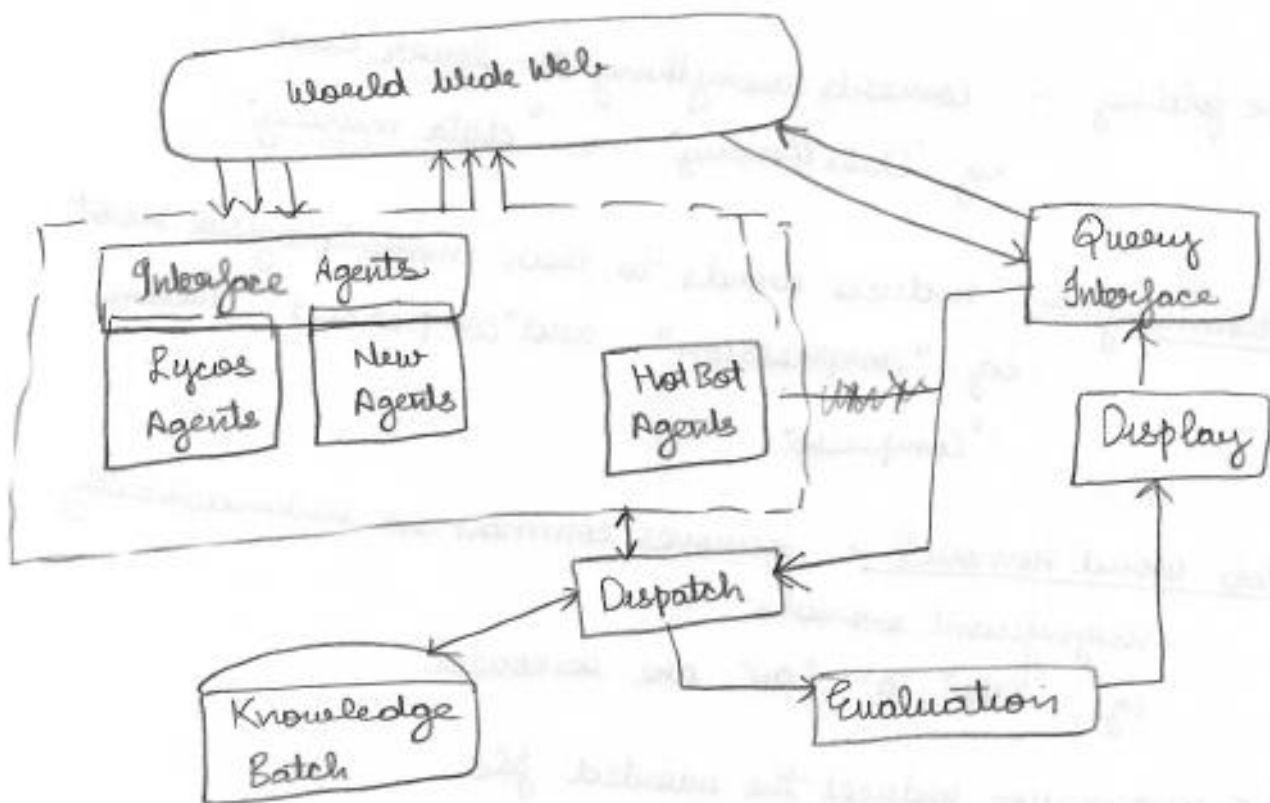 World Wide Web
Interface Agents
Lycos
Agents
New
Agents
HotBot
Agents
Query
Interface
Display
Dispatch
Evaluation
Knowledge
Batch